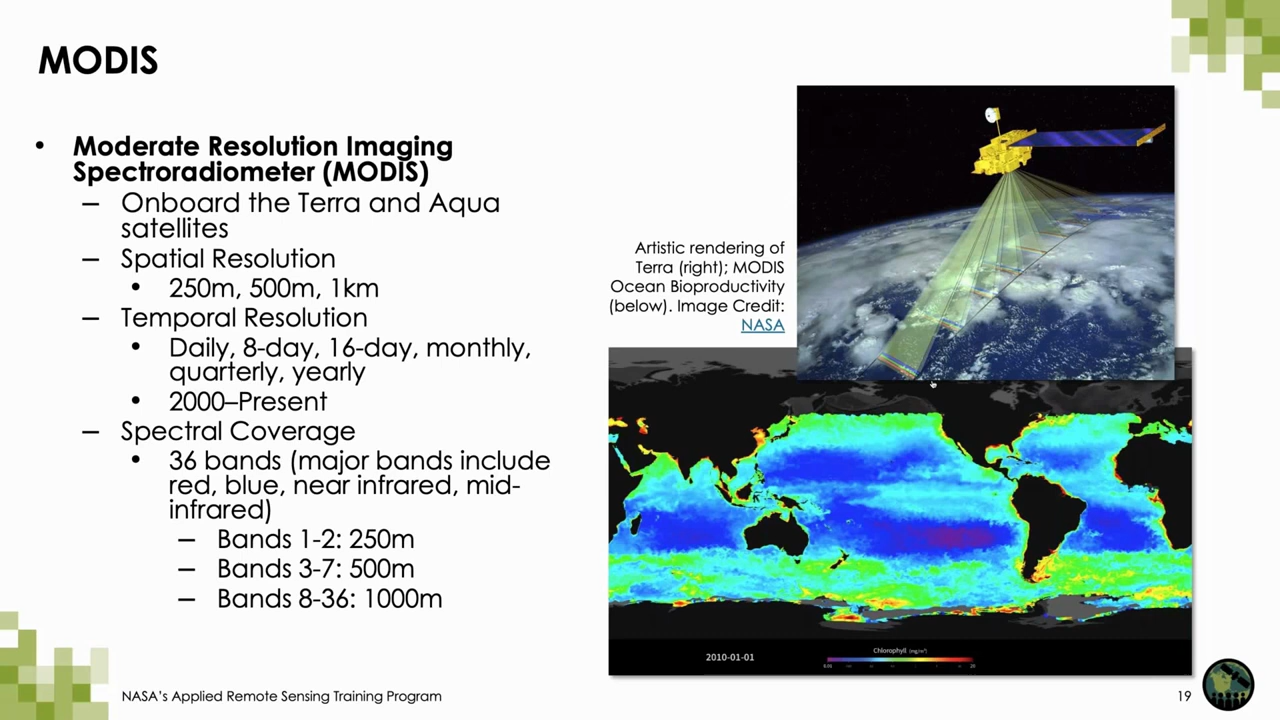 MODIS
• Moderate Resolution Imaging
Spectroradiometer (MODIS)
– Onboard the Terra and Aqua
satellites
– Spatial Resolution
• 250m, 500m, 1km
– Temporal Resolution
• Daily, 8-day, 16-day, monthly,
quarterly, yearly
• 2000–Present
– Spectral Coverage
• 36 bands (major bands include
red, blue, near infrared, mid-
infrared)
– Bands 1-2: 250m
– Bands 3-7: 500m
– Bands 8-36: 1000m
Artistic rendering of
Terra (right); MODIS
Ocean Bioproductivity
(below). Image Credit:
NASA
2010-01-01
Chlorophyll (mg/m³)
0.01
20
NASA's Applied Remote Sensing Training Program
19